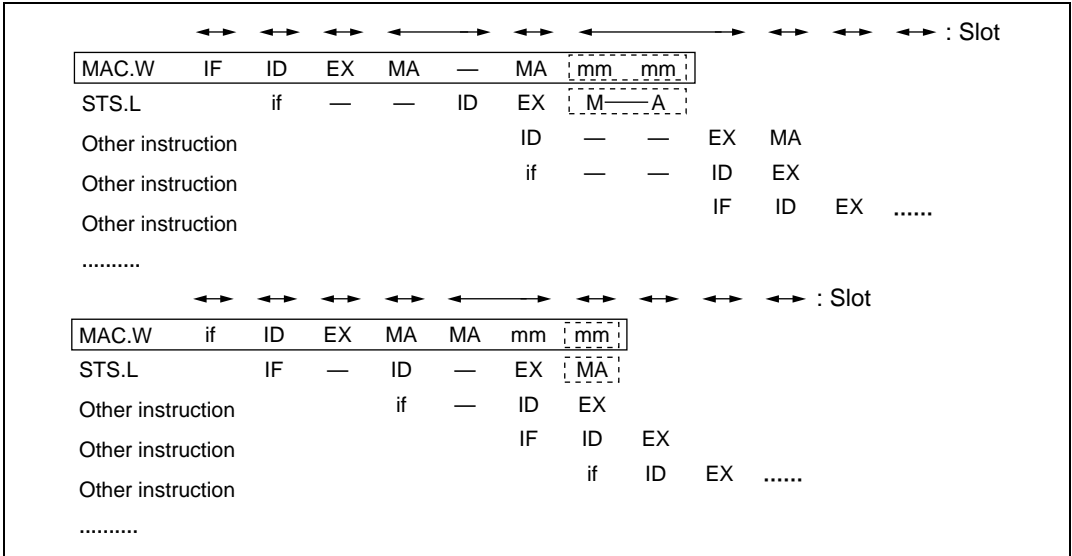 : Slot
MAC.W IF ID EX MA — MA mm mm
STS.L if — — ID EX M — A
Other instruction ID — — EX MA
Other instruction if — — ID EX
Other instruction IF ID EX ......
..........
: Slot
MAC.W if ID EX MA MA mm mm
STS.L IF — ID — EX MA
Other instruction if — ID EX
Other instruction IF ID EX
Other instruction if ID EX ......
..........